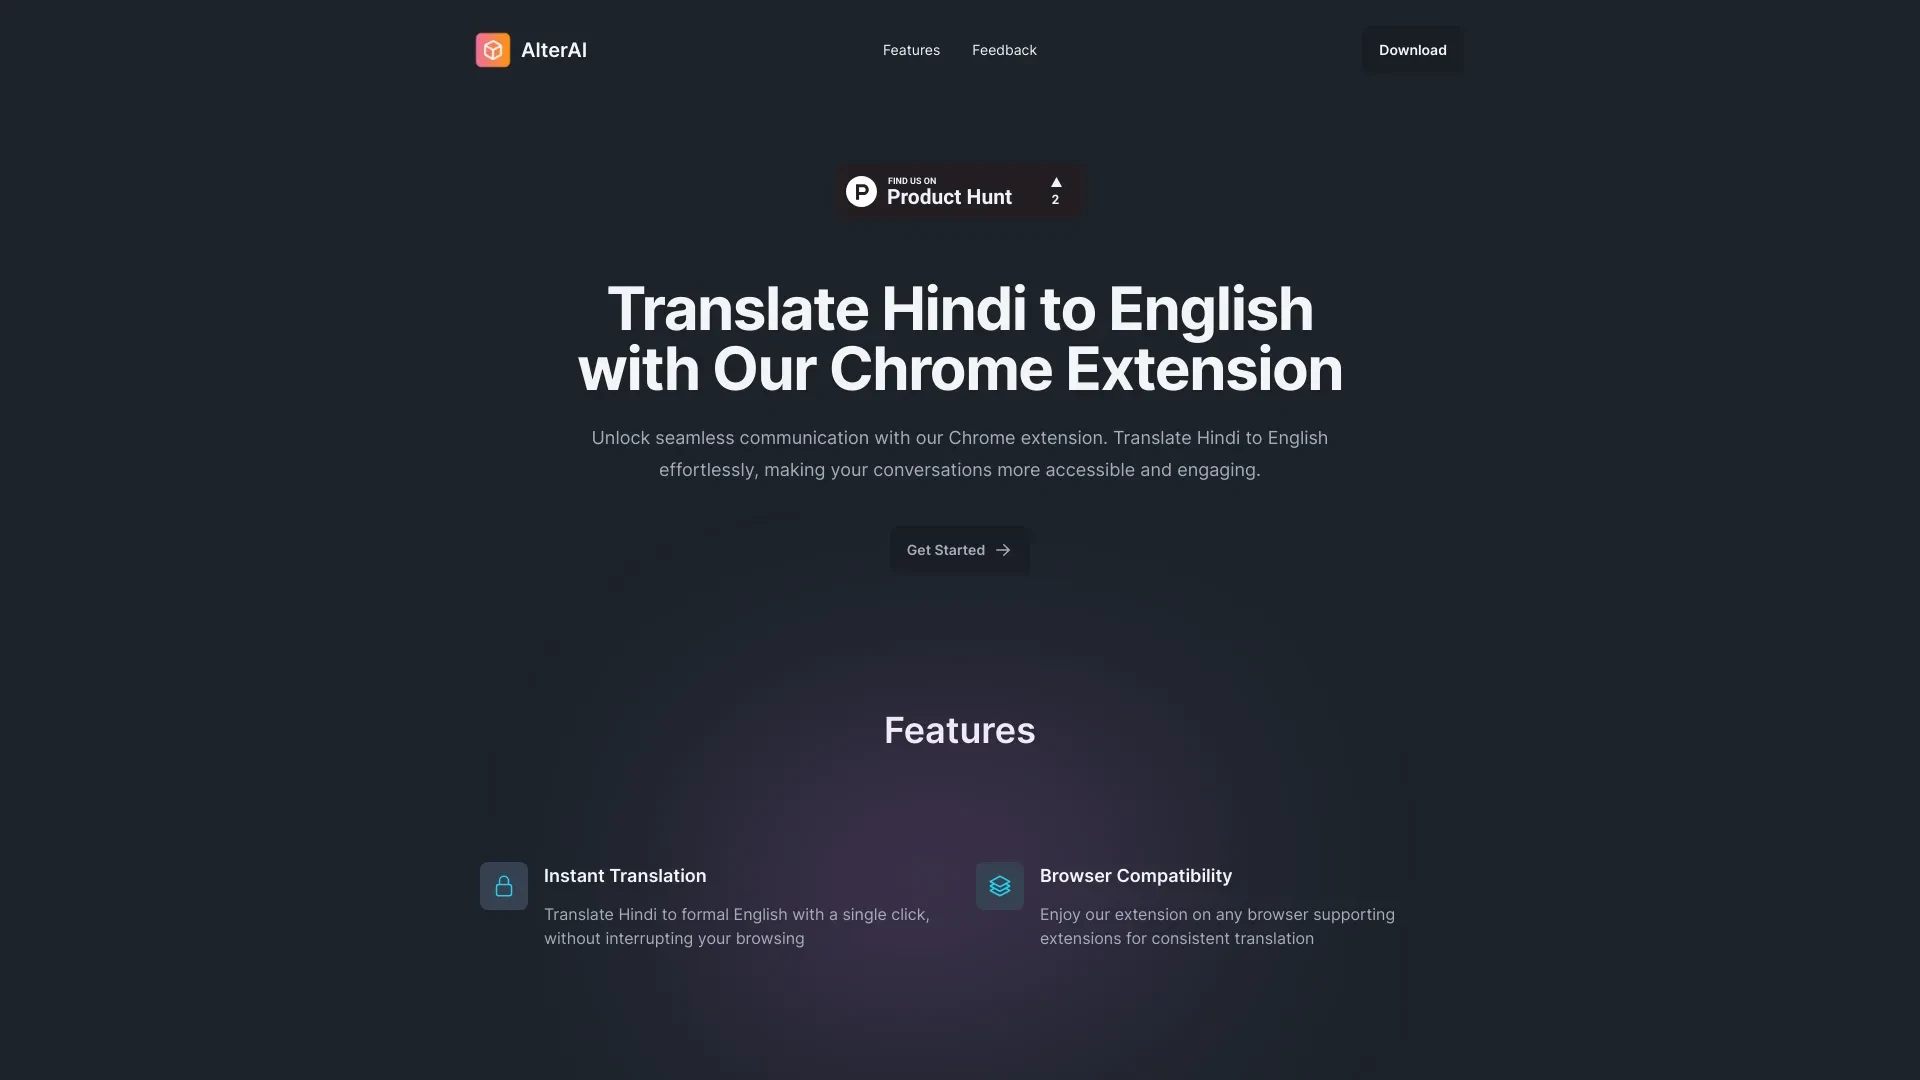 AlterAI
Features
Feedback
Download
FIND US ON
Product Hunt
2
Translate Hindi to English
with Our Chrome Extension
Unlock seamless communication with our Chrome extension. Translate Hindi to English
effortlessly, making your conversations more accessible and engaging.
Get Started
Features
Instant Translation
Translate Hindi to formal English with a single click,
without interrupting your browsing
Browser Compatibility
Enjoy our extension on any browser supporting
extensions for consistent translation